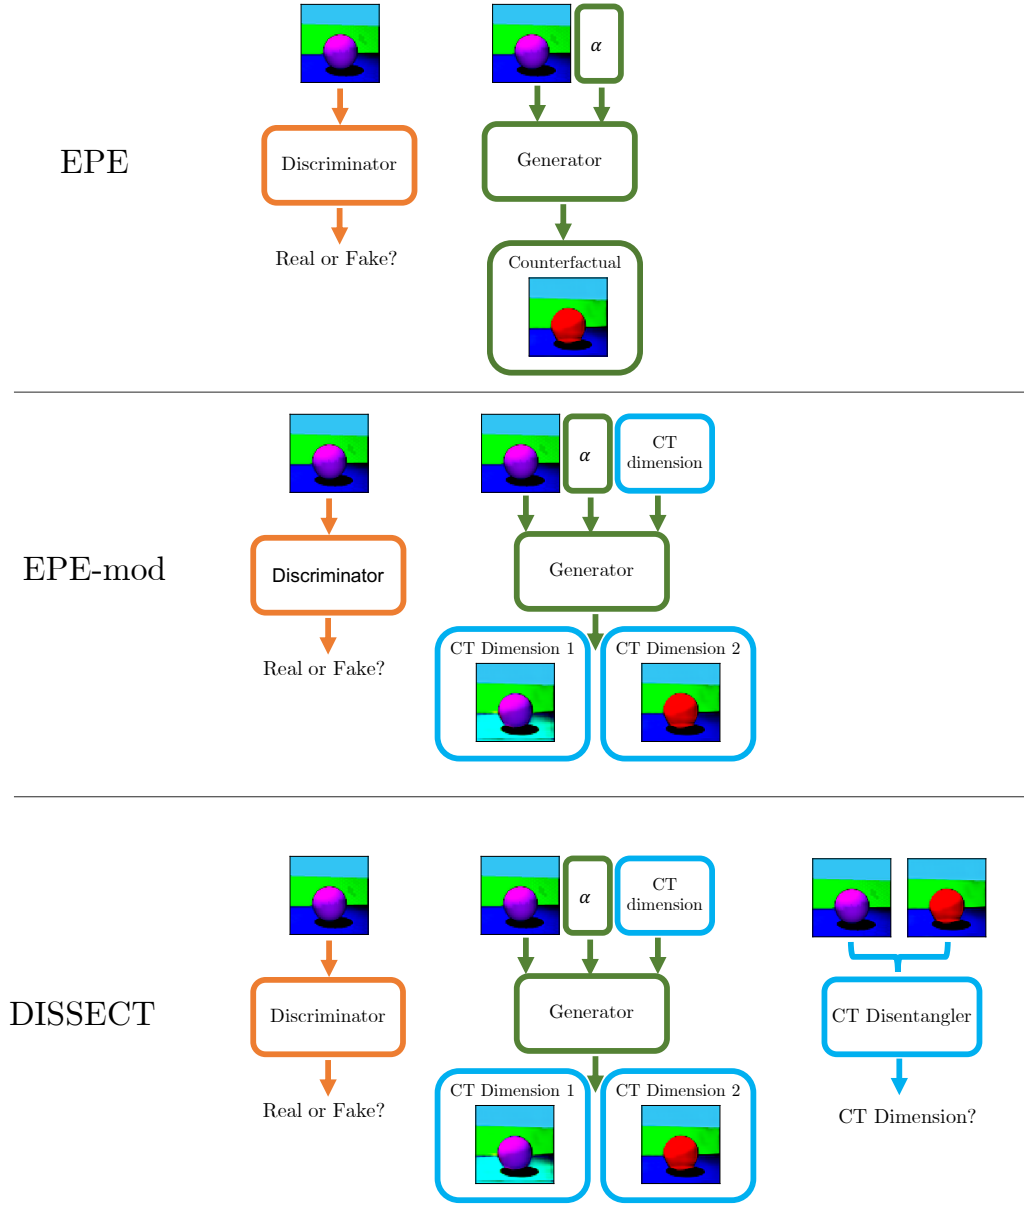 EPE
α
Discriminator
Generator
Real or Fake?
Counterfactual
EPE-mod
α
CT
dimension
Discriminator
Generator
Real or Fake?
CT Dimension 1
CT Dimension 2
DISSECT
α
CT
dimension
Discriminator
Generator
CT Disentangler
Real or Fake?
CT Dimension 1
CT Dimension 2
CT Dimension?